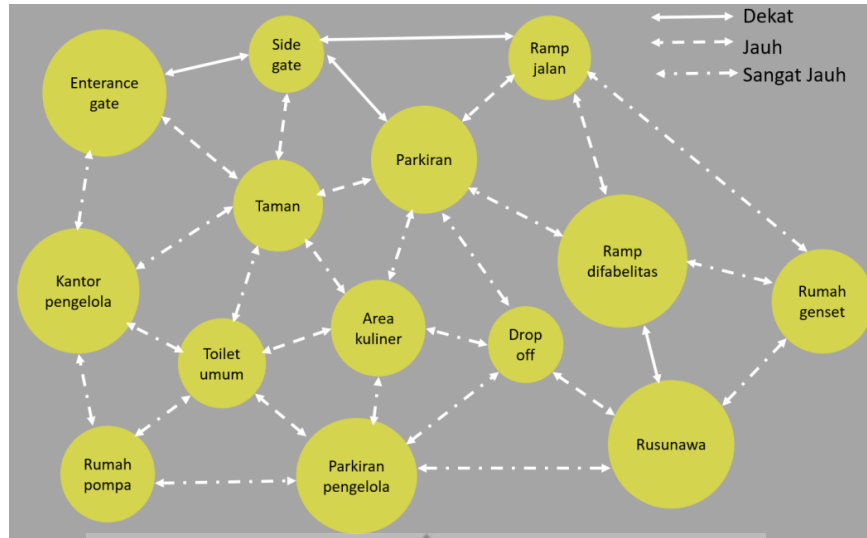 Dekat
Jauh
Sangat Jauh
Side
gate
Ramp
jalan
Enterance
gate
Parkiran
Taman
Ramp
difabelitas
Kantor
pengelola
Rumah
genset
Area
kuliner
Drop
off
Toilet
umum
Rusunawa
Rumah
pompa
Parkiran
pengelola